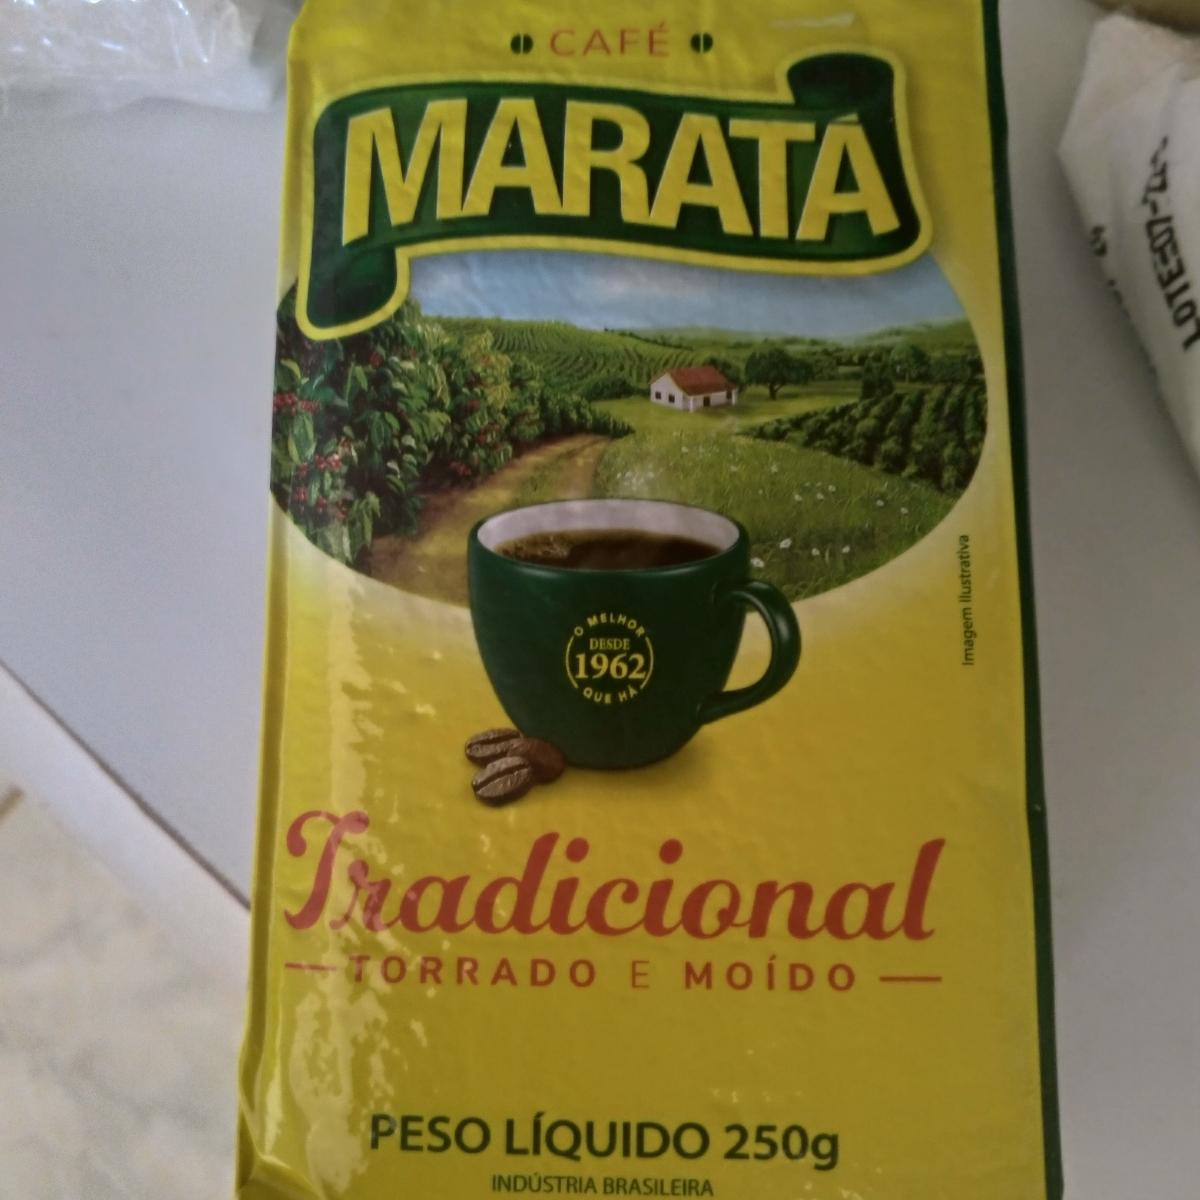 CAFÉ
MARATÁ
O MELHOR
DESDE
1962
QUE HÁ
Imagem Ilustrativa
Tradicional
TORRADO E MOÍDO
PESO LÍQUIDO 250g
INDÚSTRIA BRASILEIRA